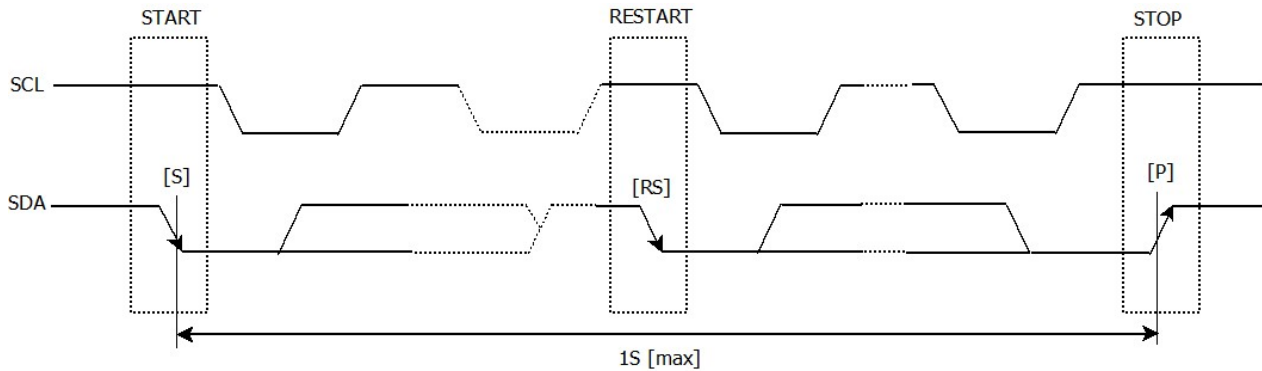 START
RESTART
STOP
SCL
[S]
[RS]
[P]
SDA
1S [max]